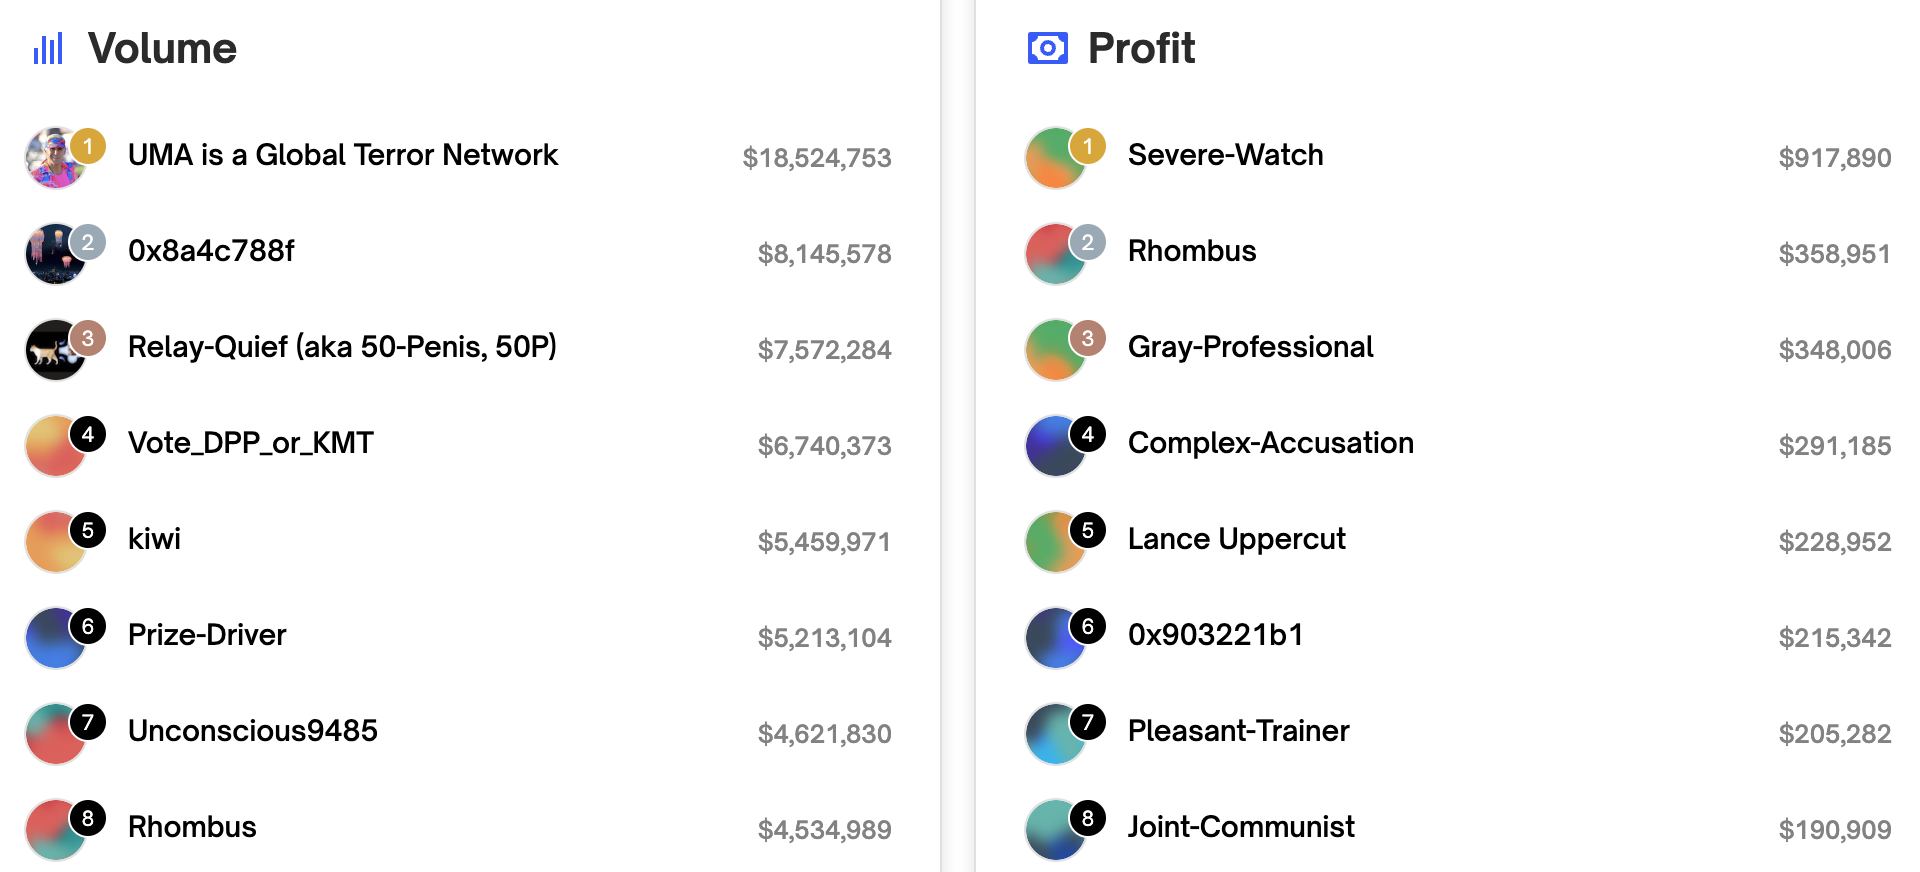 Volume
1
UMA is a Global Terror Network
$18,524,753
2
0x8a4c788f
$8,145,578
3
Relay-Quief (aka 50-Penis, 50P)
$7,572,284
4
Vote_DPP_or_KMT
$6,740,373
5
kiwi
$5,459,971
6
Prize-Driver
$5,213,104
7
Unconscious9485
$4,621,830
8
Rhombus
$4,534,989
Profit
1
Severe-Watch
$917,890
2
Rhombus
$358,951
3
Gray-Professional
$348,006
4
Complex-Accusation
$291,185
5
Lance Uppercut
$228,952
6
0x903221b1
$215,342
7
Pleasant-Trainer
$205,282
8
Joint-Communist
$190,909